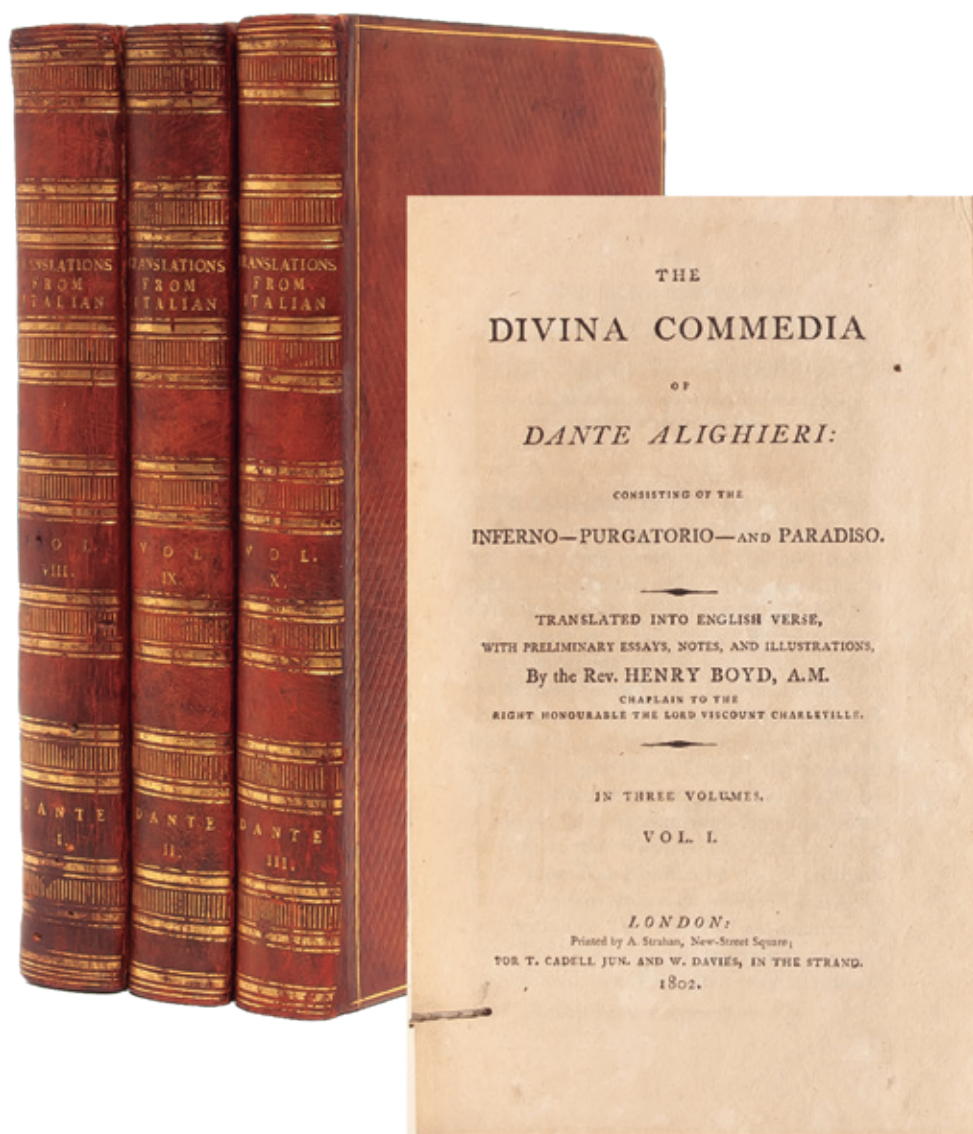 TRANSLATIONS
FROM
ITALIAN
VOL.
VIII.
DANTE
I.
TRANSLATIONS
FROM
ITALIAN
VOL
IX.
DANTE
II.
TRANSLATIONS
FROM
ITALIAN
VOL.
X.
DANTE
III.
THE
DIVINA COMMEDIA
OF
DANTE ALIGHIERI:
CONSISTING OF THE
INFERNO—PURGATORIO—AND PARADISO.
TRANSLATED INTO ENGLISH VERSE,
WITH PRELIMINARY ESSAYS, NOTES, AND ILLUSTRATIONS,
By the Rev. HENRY BOYD, A.M.
CHAPLAIN TO THE
RIGHT HONOURABLE THE LORD VISCOUNT CHARLEVILLE.
IN THREE VOLUMES.
VOL. I.
LONDON:
Printed by A. Strahan, New-Street Square;
FOR T. CADELL JUN. AND W. DAVIES, IN THE STRAND.
1802.